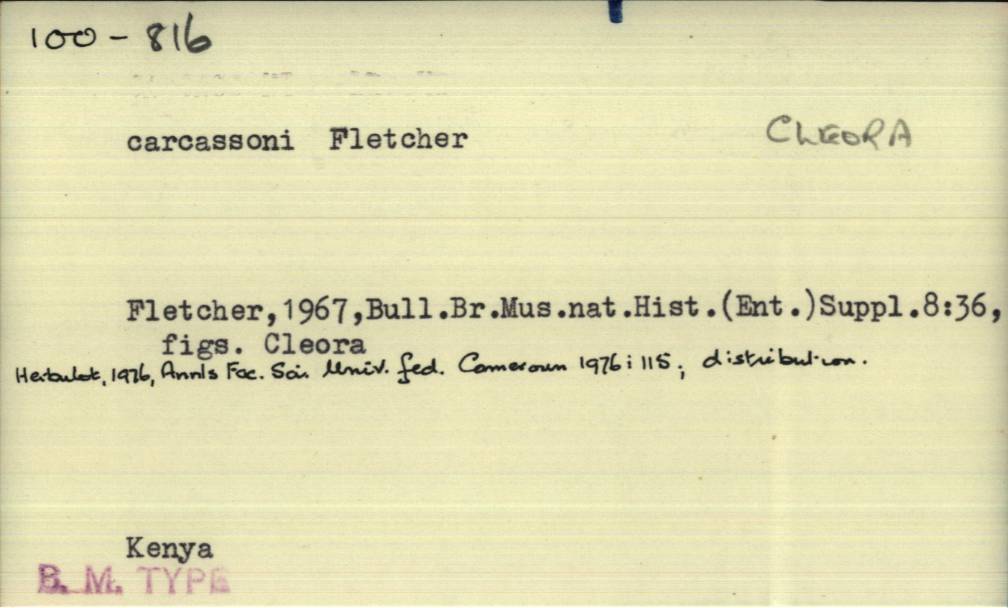 100-816
carcassoni Fletcher CLEORA
Fletcher,1967,Bull.Br.Mus.nat.Hist.(Ent.)Suppl.8:36,
figs. Cleora
Herbulot, 1976, Annls Fac. Sci. Univ. fed. Cameroun 1976: 115; distribution.
Kenya
B. M. TYPE